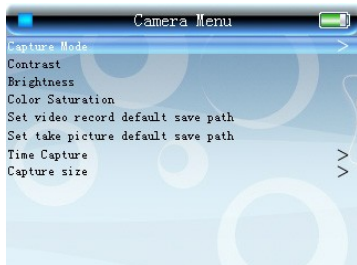 Camera Menu
Capture Mode >
Contrast
Brightness
Color Saturation
Set video record default save path
Set take picture default save path
Time Capture >
Capture size >